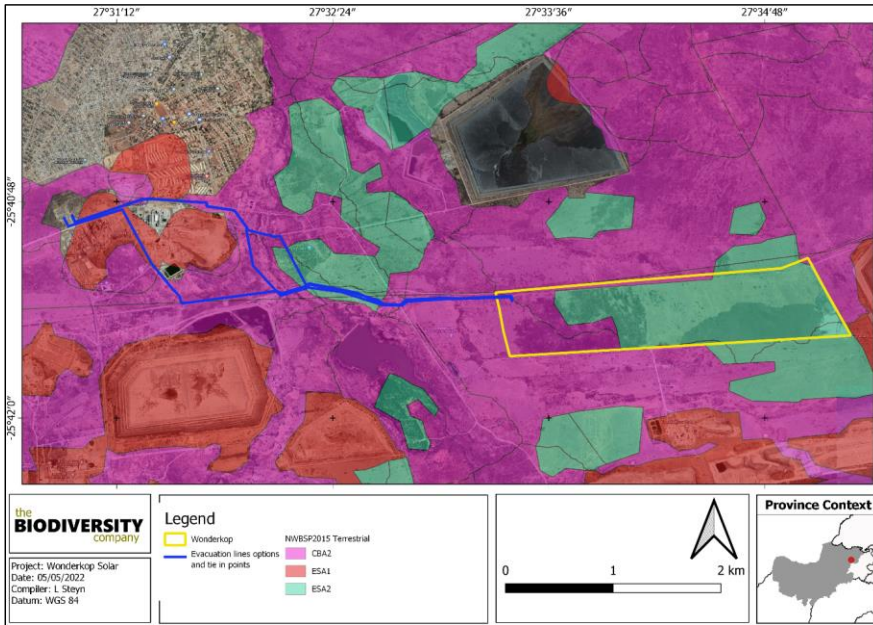 27°31'12"
27°32'24"
27°33'36"
27°34'48"
-25°40'48"
-25°42'0"
the
BIODIVERSITY
company
Project: Wonderkop Solar
Date: 05/05/2022
Compiler: L Steyn
Datum: WGS 84
Legend
Wonderkop
Evacuation lines options
and tie in points
NWBSP2015 Terrestrial
CBA2
ESA1
ESA2
0
1
2 km
Province Context